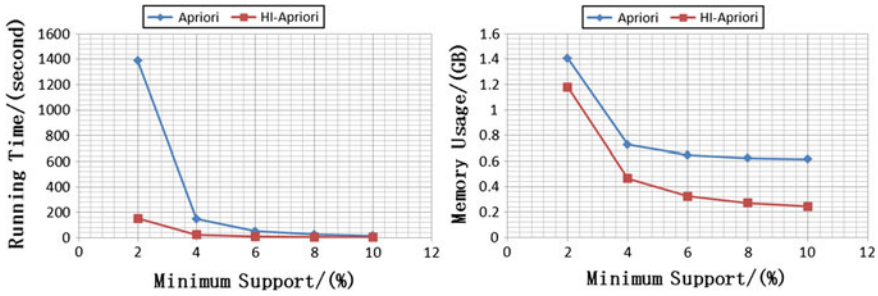 Apriori HI-Apriori
Running Time/(second)
1600
1400
1200
1000
800
600
400
200
0
0 2 4 6 8 10 12
Minimum Support/(%)
Apriori HI-Apriori
Memory Usage/(GB)
1.6
1.4
1.2
1
0.8
0.6
0.4
0.2
0
0 2 4 6 8 10 12
Minimum Support/(%)